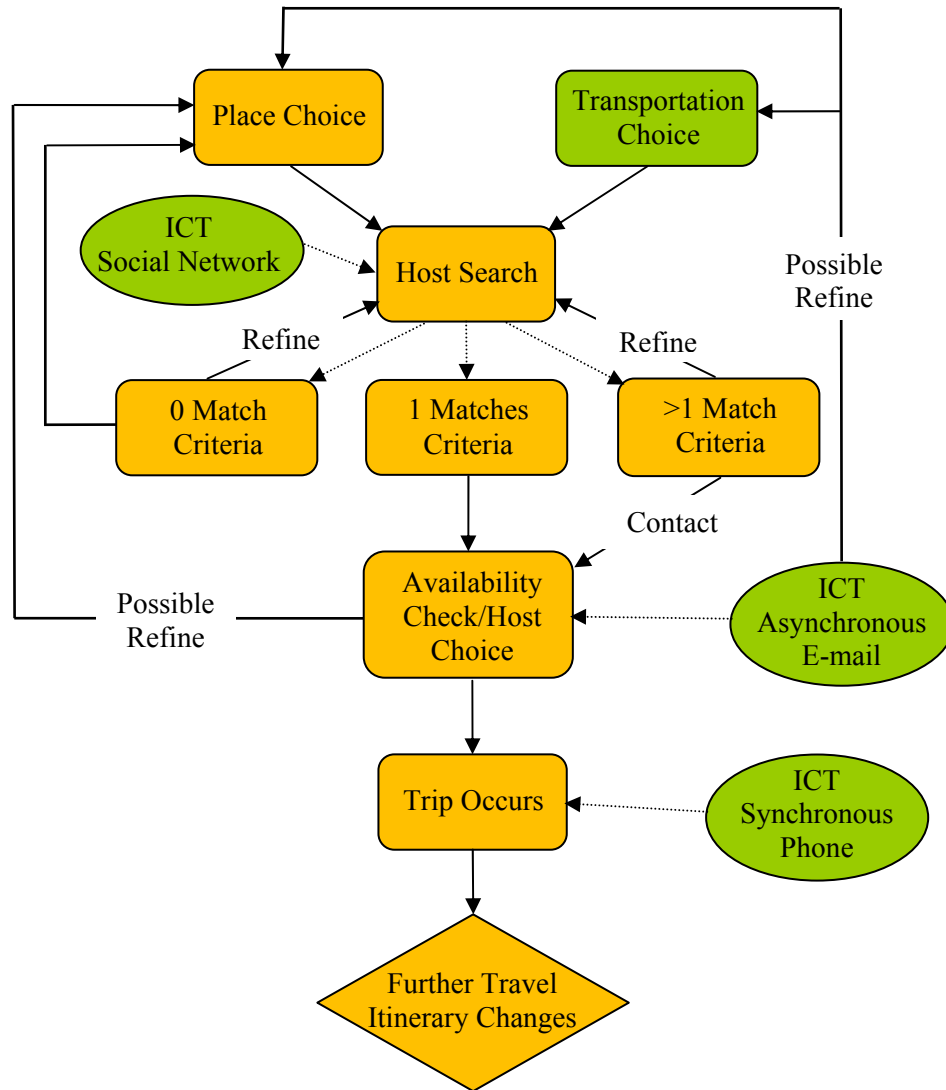 Place Choice
Transportation
Choice
ICT
Social Network
Host Search
Possible
Refine
Refine
Refine
0 Match
Criteria
1 Matches
Criteria
>1 Match
Criteria
Contact
Availability
Check/Host
Choice
Possible
Refine
ICT
Asynchronous
E-mail
Trip Occurs
ICT
Synchronous
Phone
Further Travel
Itinerary Changes